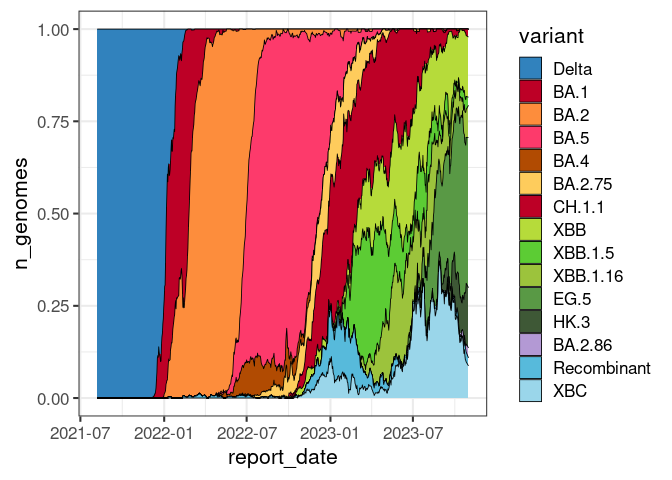 1.00
0.75
0.50
0.25
0.00
n_genomes
2021-07
2022-01
2022-07
2023-01
2023-07
report_date
variant
Delta
BA.1
BA.2
BA.5
BA.4
BA.2.75
CH.1.1
XBB
XBB.1.5
XBB.1.16
EG.5
HK.3
BA.2.86
Recombinant
XBC